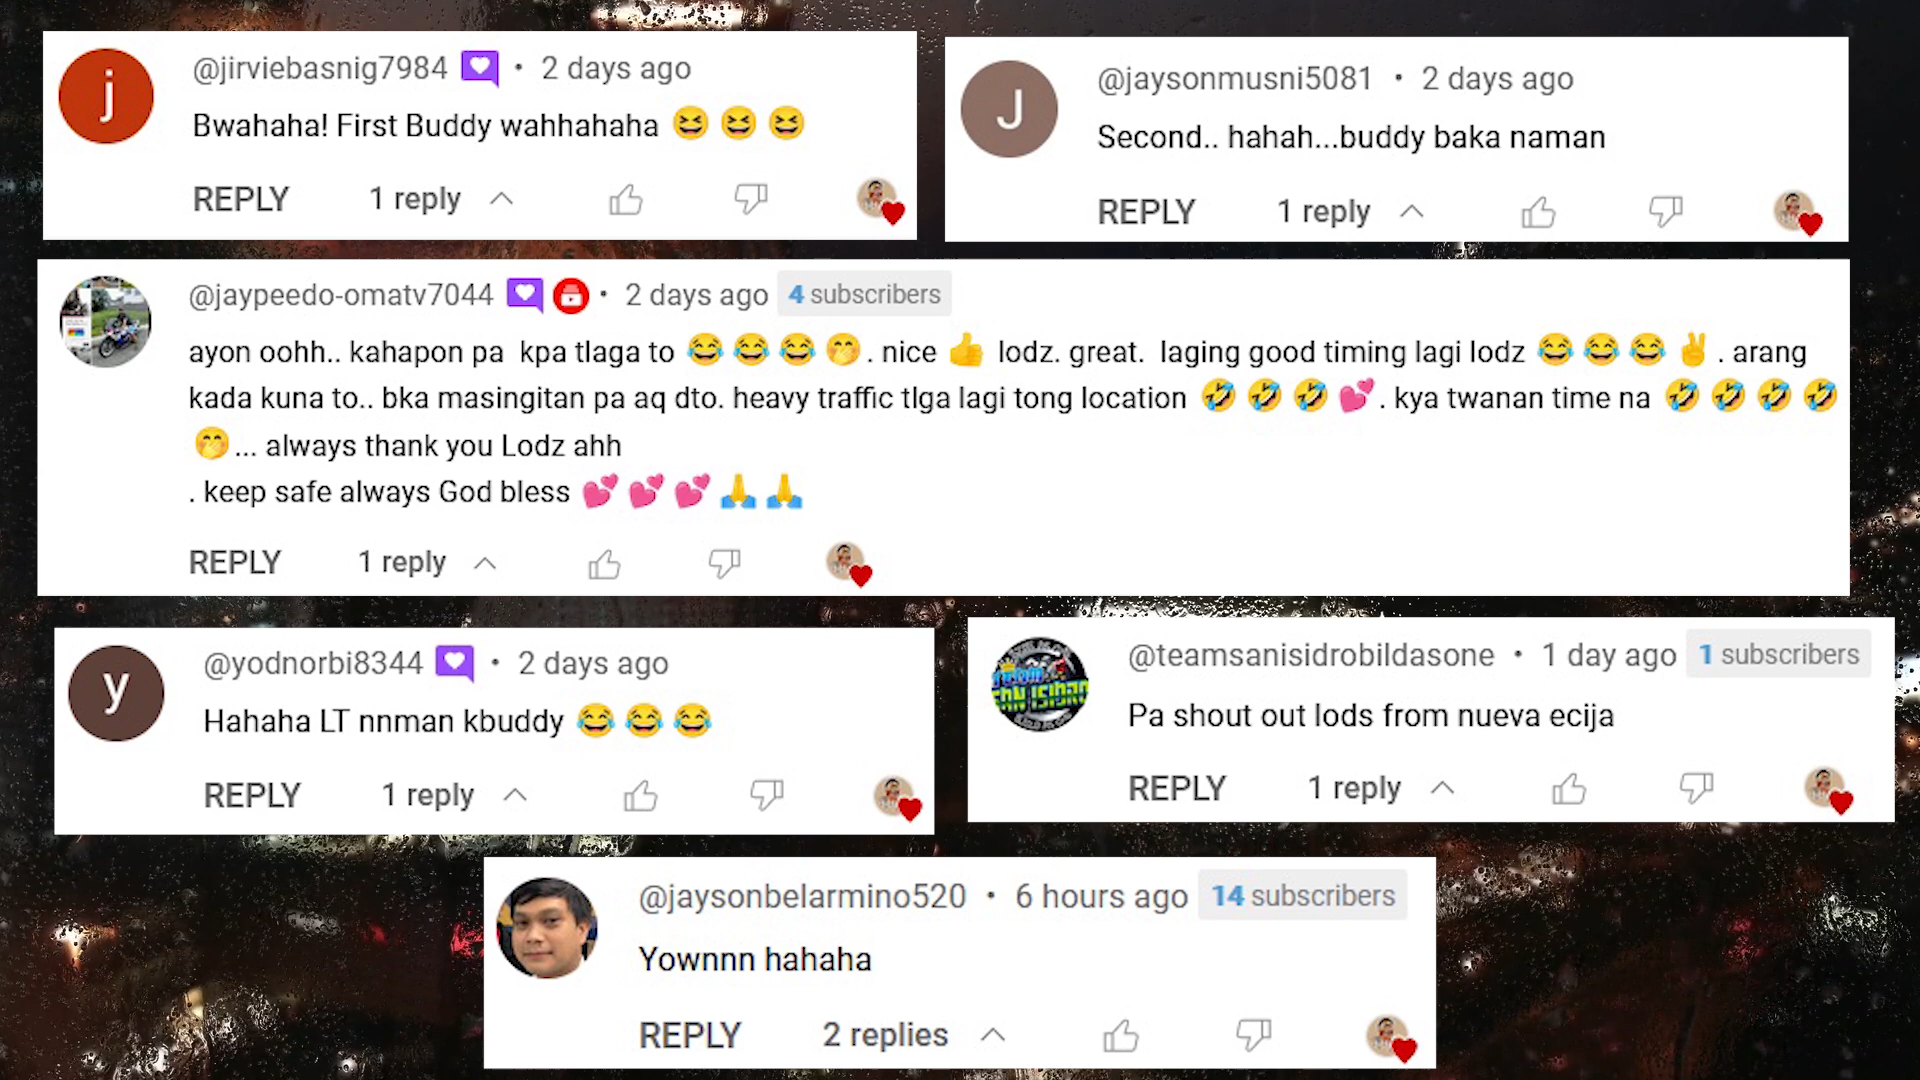 j
@jirviebasnig7984 • 2 days ago
Bwahaha! First Buddy wahhahaha 😆 😆 😆
REPLY 1 reply
J
@jaysonmusni5081 • 2 days ago
Second.. hahah...buddy baka naman
REPLY 1 reply
@jaypeedo-omatv7044 • 2 days ago 4 subscribers
ayon oohh.. kahapon pa kpa tlaga to 😂 😂 😂 🤭 . nice 👍 lodz. great. laging good timing lagi lodz 😂 😂 😂 ✌ . arang
kada kuna to.. bka masingitan pa aq dto. heavy traffic tlga lagi tong location 🤣 🤣 🤣 💕 . kya twanan time na 🤣 🤣 🤣 🤣
🤭 ... always thank you Lodz ahh
. keep safe always God bless 💕 💕 💕 🙏 🙏
REPLY 1 reply
y
@yodnorbi8344 • 2 days ago
Hahaha LT nnman kbuddy 😂 😂 😂
REPLY 1 reply
SAN ISIDRO
@teamsanisidrobildasone • 1 day ago 1 subscribers
Pa shout out lods from nueva ecija
REPLY 1 reply
@jaysonbelarmino520 • 6 hours ago 14 subscribers
Yownnn hahaha
REPLY 2 replies